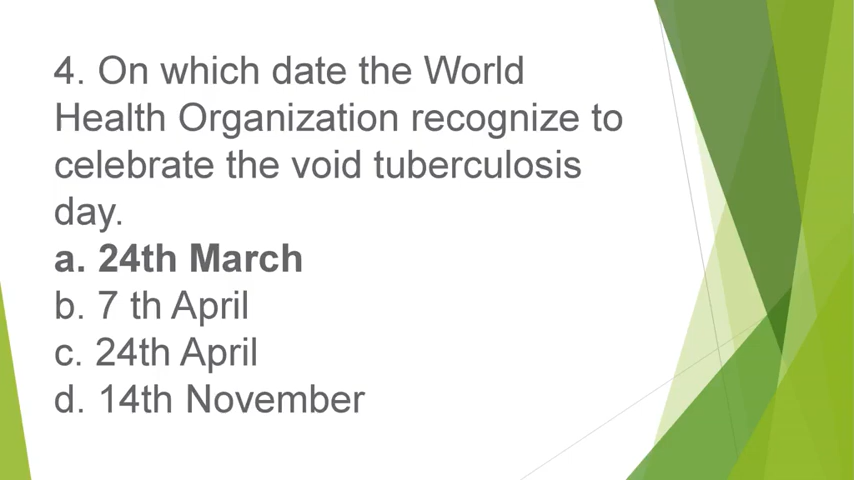 4. On which date the World
Health Organization recognize to
celebrate the void tuberculosis
day.
a. 24th March
b. 7 th April
c. 24th April
d. 14th November